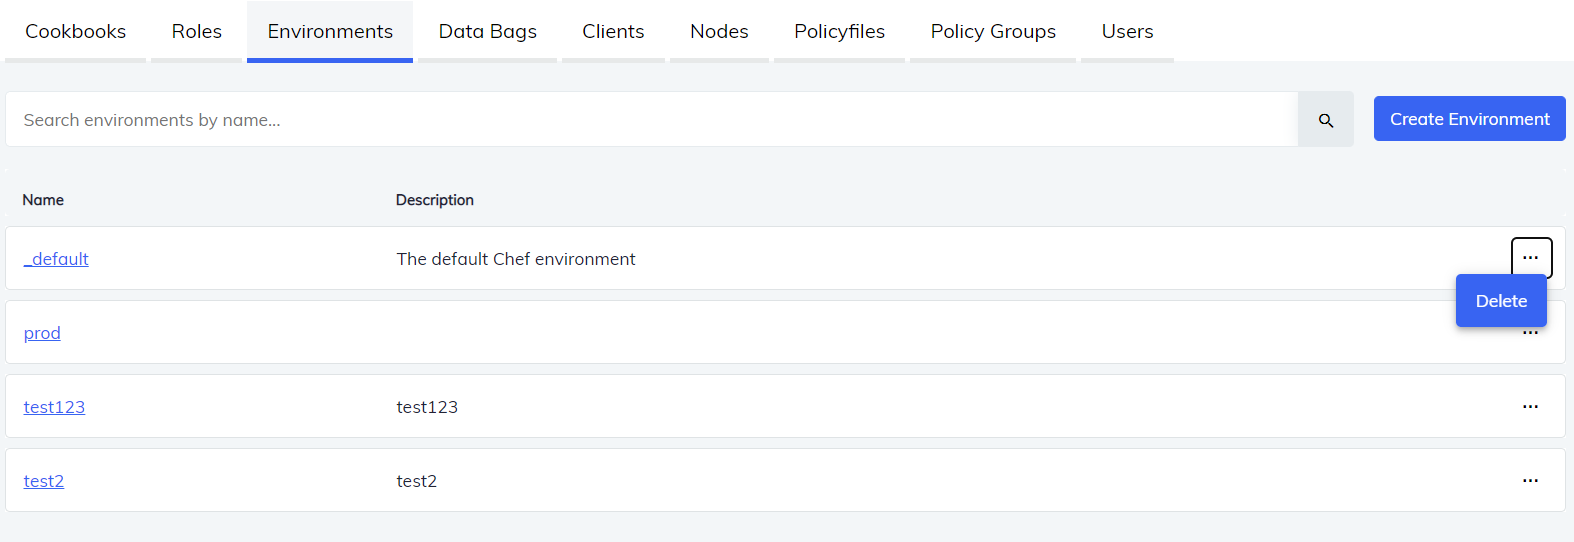 Cookbooks Roles Environments Data Bags Clients Nodes Policyfiles Policy Groups Users
Search environments by name...
Create Environment
Name Description
_default The default Chef environment ...
Delete
prod ...
test123 test123 ...
test2 test2 ...